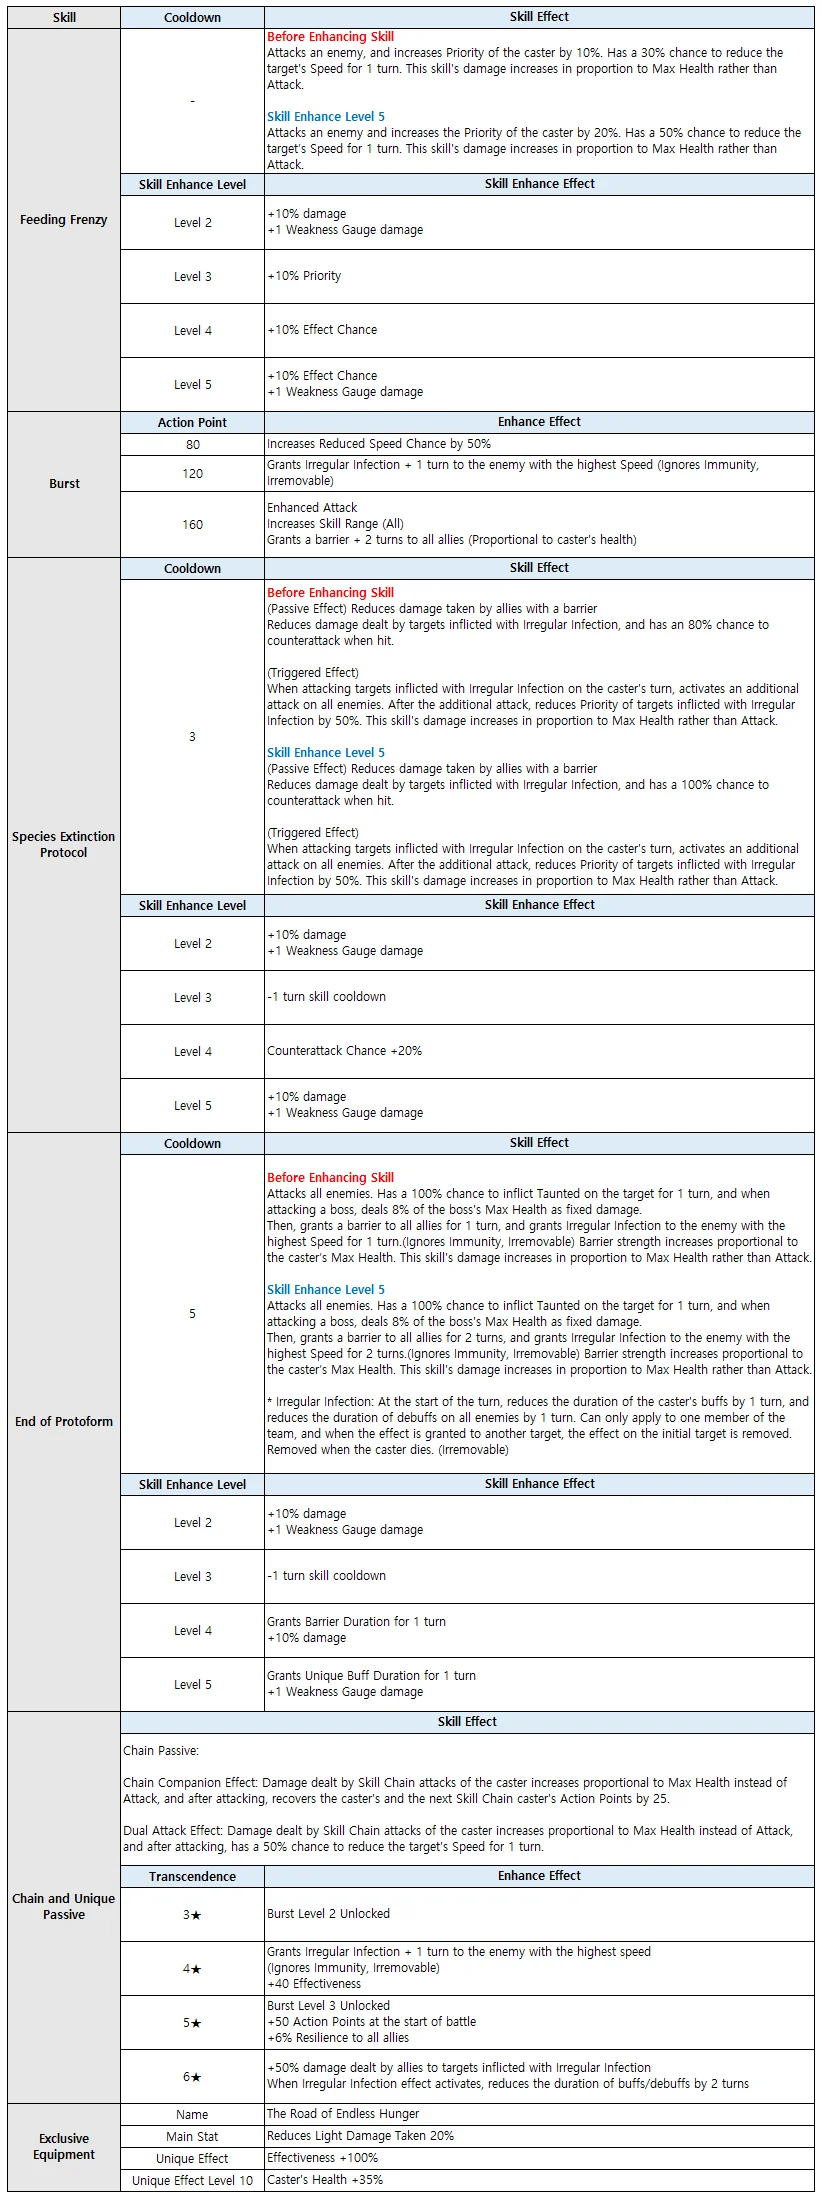 Skill
Cooldown
Skill Effect
Feeding Frenzy
-
Before Enhancing Skill
Attacks an enemy, and increases Priority of the caster by 10%. Has a 30% chance to reduce the
target's Speed for 1 turn. This skill's damage increases in proportion to Max Health rather than
Attack.
Skill Enhance Level 5
Attacks an enemy and increases the Priority of the caster by 20%. Has a 50% chance to reduce the
target's Speed for 1 turn. This skill's damage increases in proportion to Max Health rather than
Attack.
Skill Enhance Level
Skill Enhance Effect
Level 2
+10% damage
+1 Weakness Gauge damage
Level 3
+10% Priority
Level 4
+10% Effect Chance
Level 5
+10% Effect Chance
+1 Weakness Gauge damage
Burst
Action Point
Enhance Effect
80
Increases Reduced Speed Chance by 50%
120
Grants Irregular Infection + 1 turn to the enemy with the highest Speed (Ignores Immunity,
Irremovable)
160
Enhanced Attack
Increases Skill Range (All)
Grants a barrier + 2 turns to all allies (Proportional to caster's health)
Species Extinction
Protocol
Cooldown
Skill Effect
3
Before Enhancing Skill
(Passive Effect) Reduces damage taken by allies with a barrier
Reduces damage dealt by targets inflicted with Irregular Infection, and has an 80% chance to
counterattack when hit.
(Triggered Effect)
When attacking targets inflicted with Irregular Infection on the caster's turn, activates an additional
attack on all enemies. After the additional attack, reduces Priority of targets inflicted with Irregular
Infection by 50%. This skill's damage increases in proportion to Max Health rather than Attack.
Skill Enhance Level 5
(Passive Effect) Reduces damage taken by allies with a barrier
Reduces damage dealt by targets inflicted with Irregular Infection, and has a 100% chance to
counterattack when hit.
(Triggered Effect)
When attacking targets inflicted with Irregular Infection on the caster's turn, activates an additional
attack on all enemies. After the additional attack, reduces Priority of targets inflicted with Irregular
Infection by 50%. This skill's damage increases in proportion to Max Health rather than Attack.
Skill Enhance Level
Skill Enhance Effect
Level 2
+10% damage
+1 Weakness Gauge damage
Level 3
-1 turn skill cooldown
Level 4
Counterattack Chance +20%
Level 5
+10% damage
+1 Weakness Gauge damage
End of Protoform
Cooldown
Skill Effect
5
Before Enhancing Skill
Attacks all enemies. Has a 100% chance to inflict Taunted on the target for 1 turn, and when
attacking a boss, deals 8% of the boss's Max Health as fixed damage.
Then, grants a barrier to all allies for 1 turn, and grants Irregular Infection to the enemy with the
highest Speed for 1 turn.(Ignores Immunity, Irremovable) Barrier strength increases proportional to
the caster's Max Health. This skill's damage increases in proportion to Max Health rather than Attack.
Skill Enhance Level 5
Attacks all enemies. Has a 100% chance to inflict Taunted on the target for 1 turn, and when
attacking a boss, deals 8% of the boss's Max Health as fixed damage.
Then, grants a barrier to all allies for 2 turns, and grants Irregular Infection to the enemy with the
highest Speed for 2 turns.(Ignores Immunity, Irremovable) Barrier strength increases proportional to
the caster's Max Health. This skill's damage increases in proportion to Max Health rather than Attack.
* Irregular Infection: At the start of the turn, reduces the duration of the caster's buffs by 1 turn, and
reduces the duration of debuffs on all enemies by 1 turn. Can only apply to one member of the
team, and when the effect is granted to another target, the effect on the initial target is removed.
Removed when the caster dies. (Irremovable)
Skill Enhance Level
Skill Enhance Effect
Level 2
+10% damage
+1 Weakness Gauge damage
Level 3
-1 turn skill cooldown
Level 4
Grants Barrier Duration for 1 turn
+10% damage
Level 5
Grants Unique Buff Duration for 1 turn
+1 Weakness Gauge damage
Chain and Unique
Passive
Skill Effect
Chain Passive:
Chain Companion Effect: Damage dealt by Skill Chain attacks of the caster increases proportional to Max Health instead of
Attack, and after attacking, recovers the caster's and the next Skill Chain caster's Action Points by 25.
Dual Attack Effect: Damage dealt by Skill Chain attacks of the caster increases proportional to Max Health instead of Attack,
and after attacking, has a 50% chance to reduce the target's Speed for 1 turn.
Transcendence
Enhance Effect
3★
Burst Level 2 Unlocked
4★
Grants Irregular Infection + 1 turn to the enemy with the highest speed
(Ignores Immunity, Irremovable)
+40 Effectiveness
5★
Burst Level 3 Unlocked
+50 Action Points at the start of battle
+6% Resilience to all allies
6★
+50% damage dealt by allies to targets inflicted with Irregular Infection
When Irregular Infection effect activates, reduces the duration of buffs/debuffs by 2 turns
Exclusive
Equipment
Name
The Road of Endless Hunger
Main Stat
Reduces Light Damage Taken 20%
Unique Effect
Effectiveness +100%
Unique Effect Level 10
Caster's Health +35%